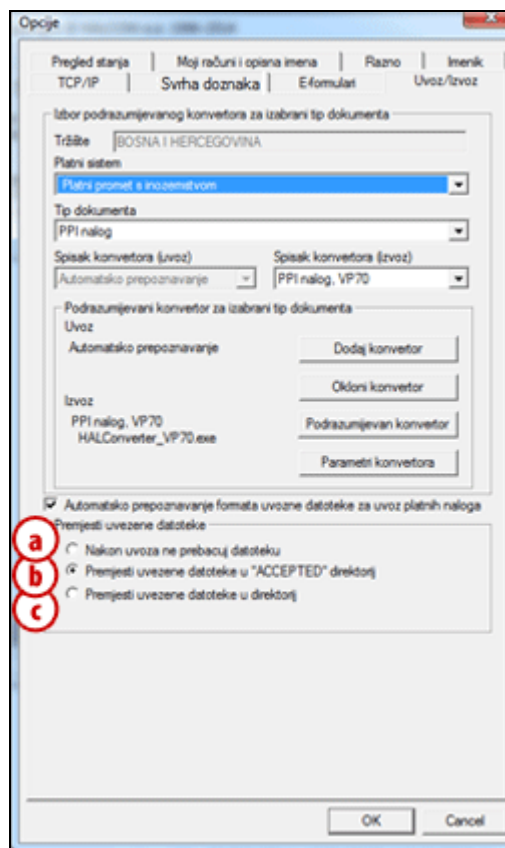 Opcije
Pregled stanja
Moji računi i opisna imena
Razno
Imenik
TCP/IP
Svrha doznaka
E-formulari
Uvoz/Izvoz
Izbor podrazumijevanog konvertora za izabrani tip dokumenta
Tržište
BOSNA I HERCEGOVINA
Platni sistem
Platni promet s inozemstvom
Tip dokumenta
PPI nalog
Spisak konvertora (uvoz)
Spisak konvertora (izvoz)
Automatsko prepoznavanje
PPI nalog, VP70
Podrazumijevani konvertor za izabrani tip dokumenta
Uvoz
Automatsko prepoznavanje
Dodaj konvertor
Okloni konvertor
Izvoz
PPI nalog, VP70
HALConverter_VP70.exe
Podrazumijevan konvertor
Parametri konvertora
Automatsko prepoznavanje formata uvozne datoteke za uvoz platnih naloga
Premjesti uvezene datoteke
a
Nakon uvoza ne prebacuj datoteku
b
Premjesti uvezene datoteke u "ACCEPTED" direktorij
c
Premjesti uvezene datoteke u direktorij
OK
Cancel